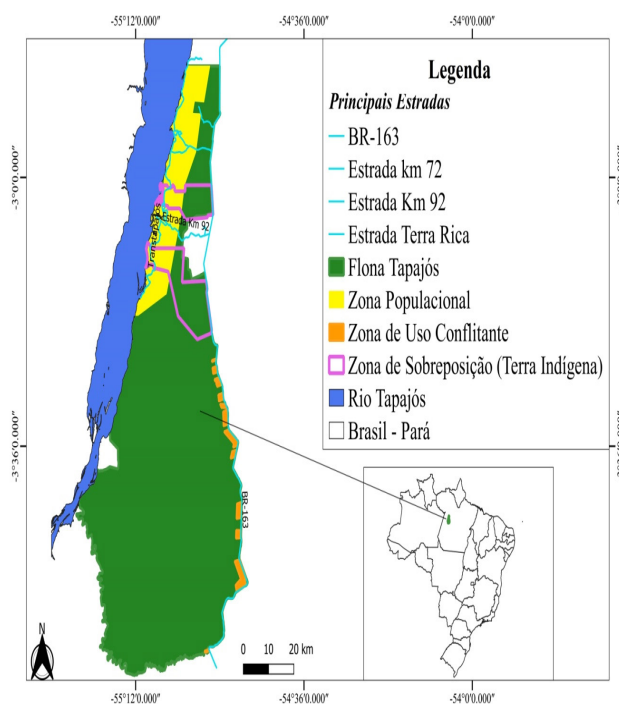 -55°12'0.000"
-54°36'0.000"
-54°0'0.000"
-3°0'0.000"
-3°36'0.000"
Legenda
Principais Estradas
BR-163
Estrada km 72
Estrada Km 92
Estrada Terra Rica
Flona Tapajós
Zona Populacional
Zona de Uso Conflitante
Zona de Sobreposição (Terra Indígena)
Rio Tapajós
Brasil - Pará
Estrada Km 92
Transtapajós
BR-163
N
0 10 20 km
-55°12'0.000"
-54°36'0.000"
-54°0'0.000"